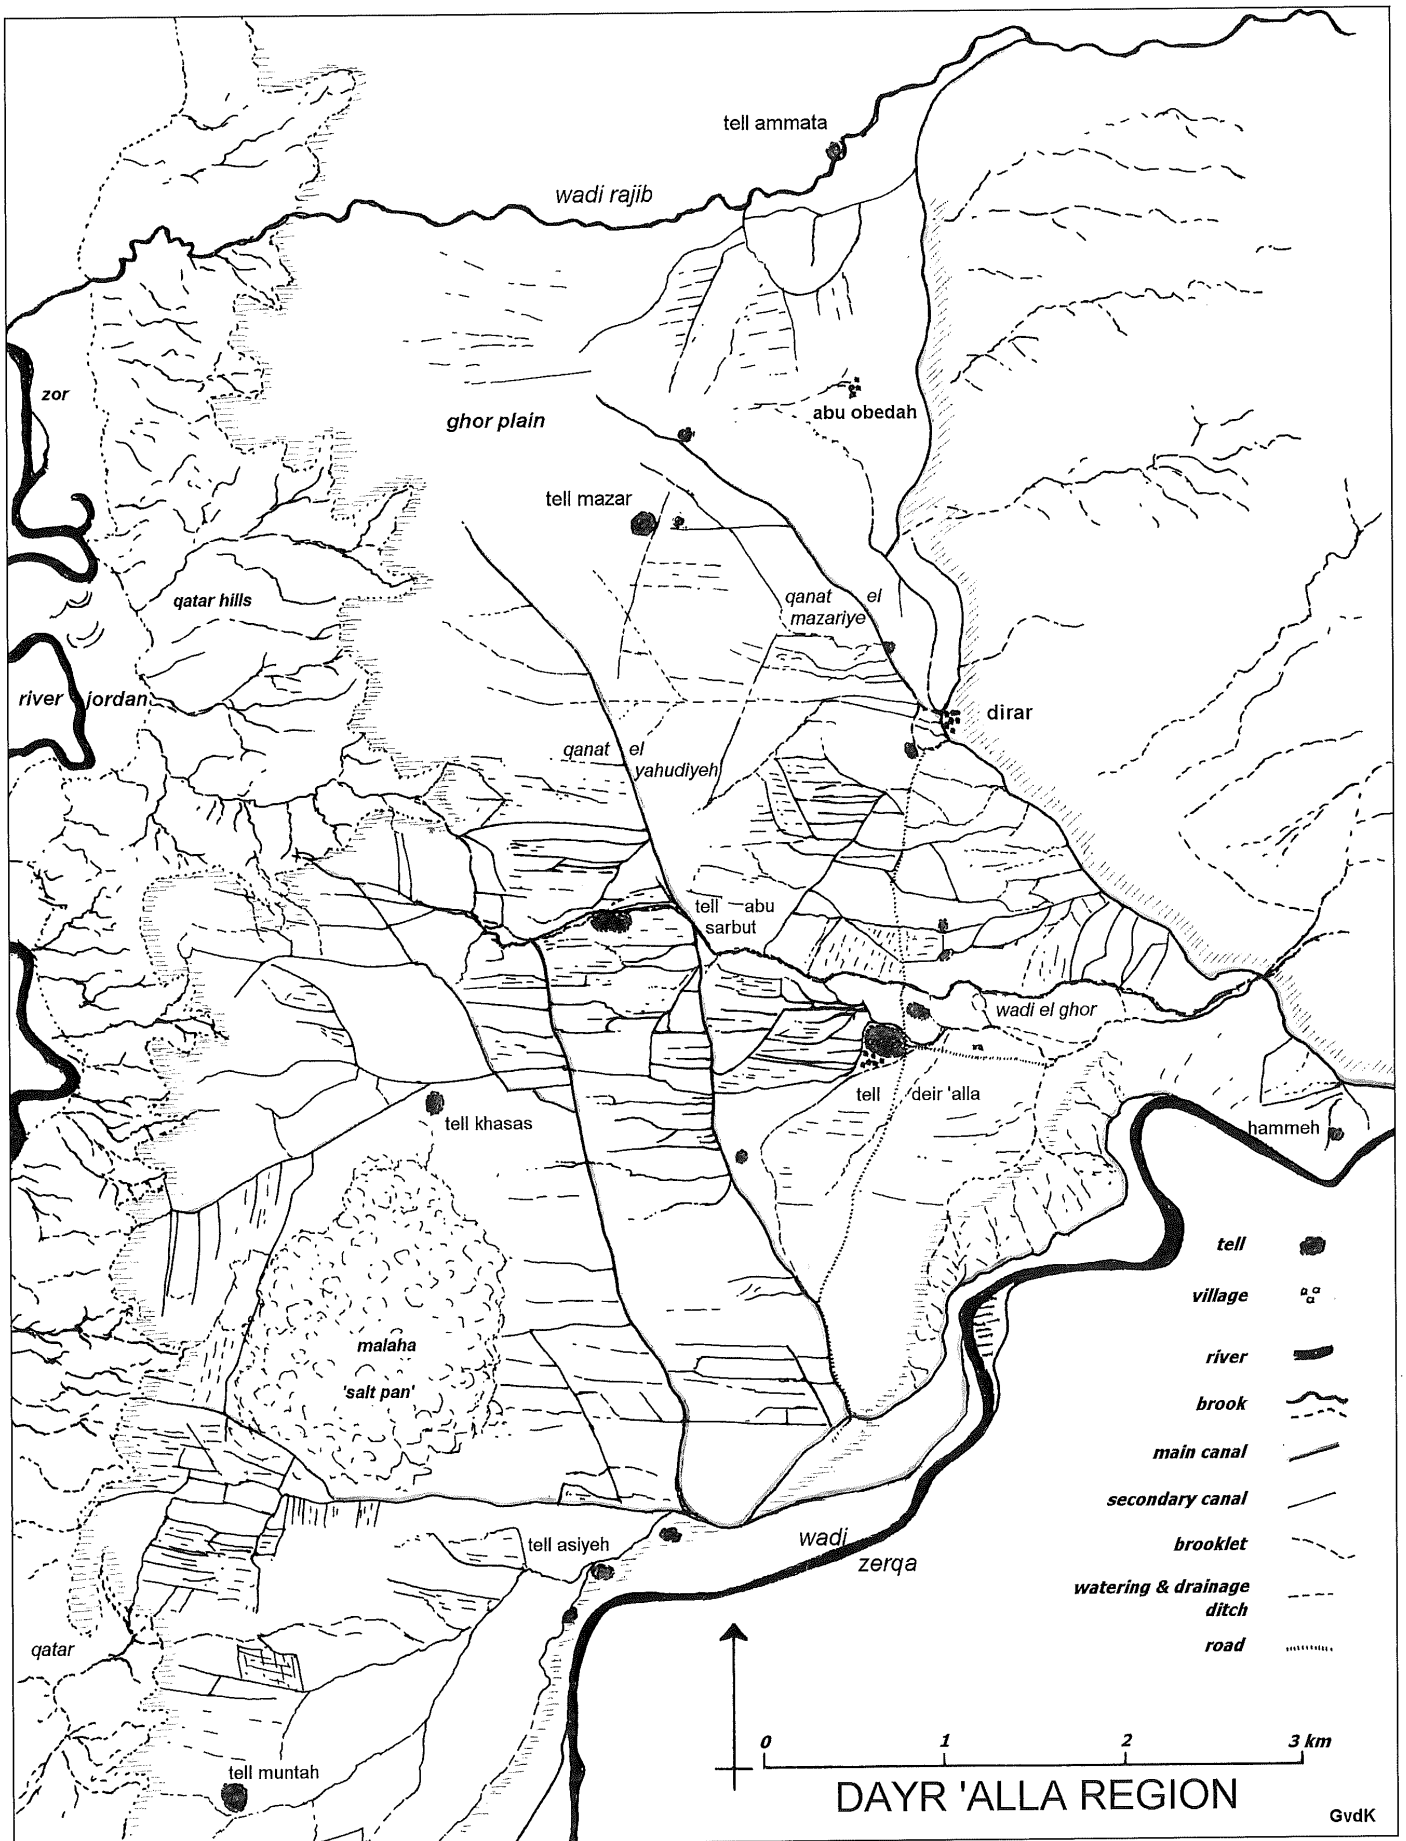 tell ammata
wadi rajib
zor
abu obedah
ghor plain
tell mazar
qanat el
mazariye
qatar hills
river jordan
dirar
qanat el
yahudiyeh
tell abu
sarbut
wadi el ghor
tell deir 'alla
tell khasas
hammeh
tell
village
malaha
river
'salt pan'
brook
main canal
secondary canal
wadi
zerqa
tell asiyeh
brooklet
watering & drainage
ditch
qatar
road
0 1 2 3 km
tell muntah
DAYR 'ALLA REGION
GvdK